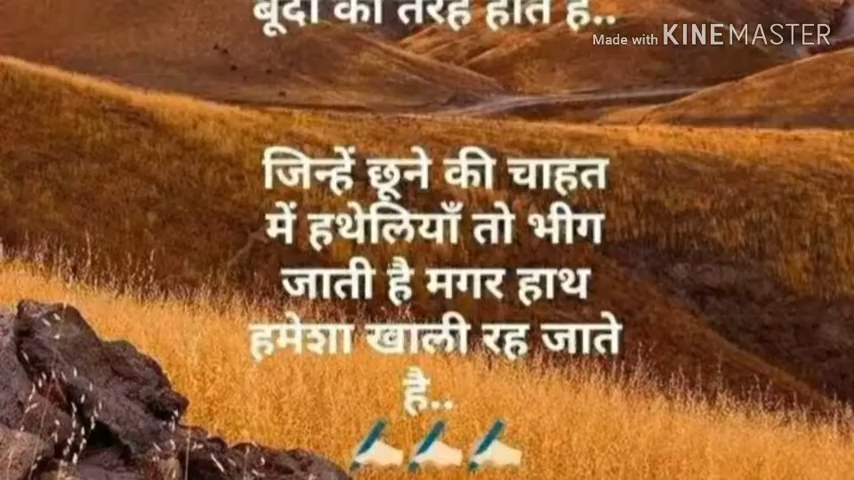 बूंदों की तरह होते है..
Made with KINEMASTER
जिन्हें छूने की चाहत
में हथेलियाँ तो भीग
जाती है मगर हाथ
हमेशा खाली रह जाते
है..